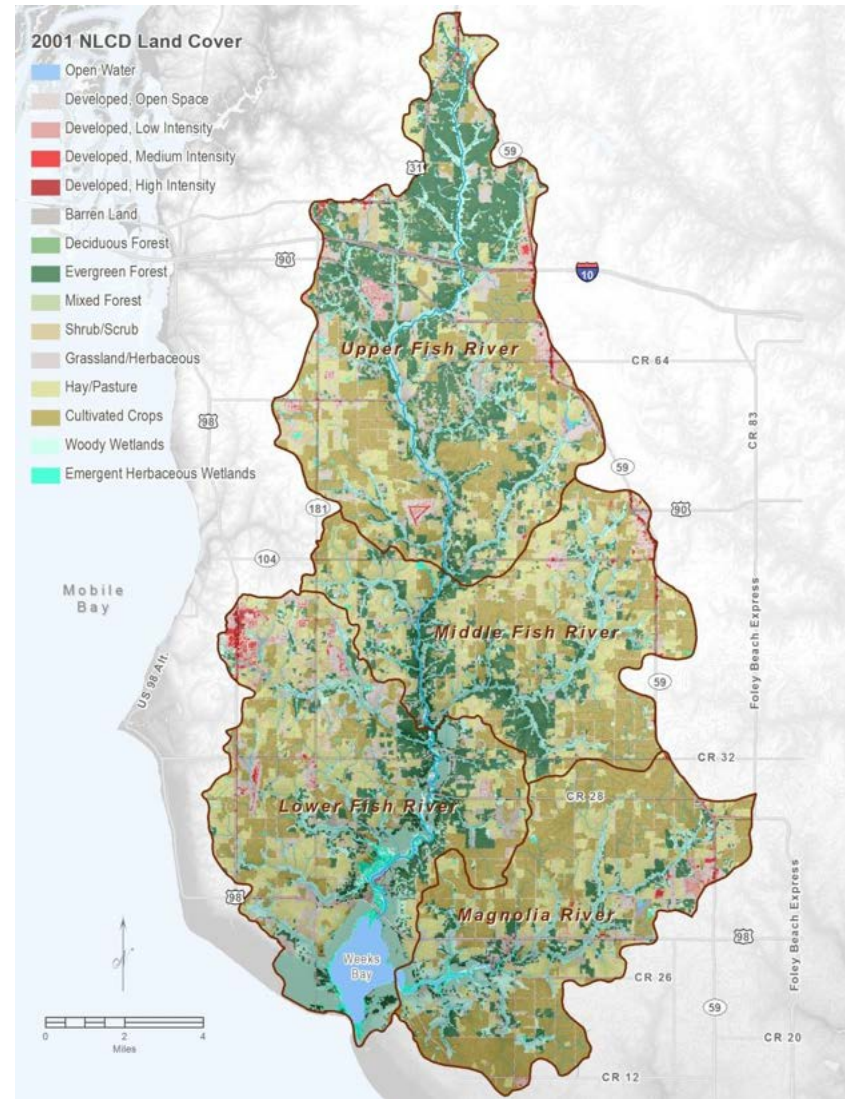 2001 NLCD Land Cover
Open Water
Developed, Open Space
Developed, Low Intensity
Developed, Medium Intensity
Developed, High Intensity
Barren Land
Deciduous Forest
Evergreen Forest
Mixed Forest
Shrub/Scrub
Grassland/Herbaceous
Hay/Pasture
Cultivated Crops
Woody Wetlands
Emergent Herbaceous Wetlands
59
31
90
10
Upper Fish River
CR 64
98
CR 83
59
181
90
104
Mobile
Bay
Middle Fish River
Foley Beach Express
US 98 Alt.
59
CR 32
CR 28
Lower Fish River
98
Magnolia River
Foley Beach Express
98
Weeks
Bay
CR 26
N
59
CR 20
0 2 4
Miles
CR 12